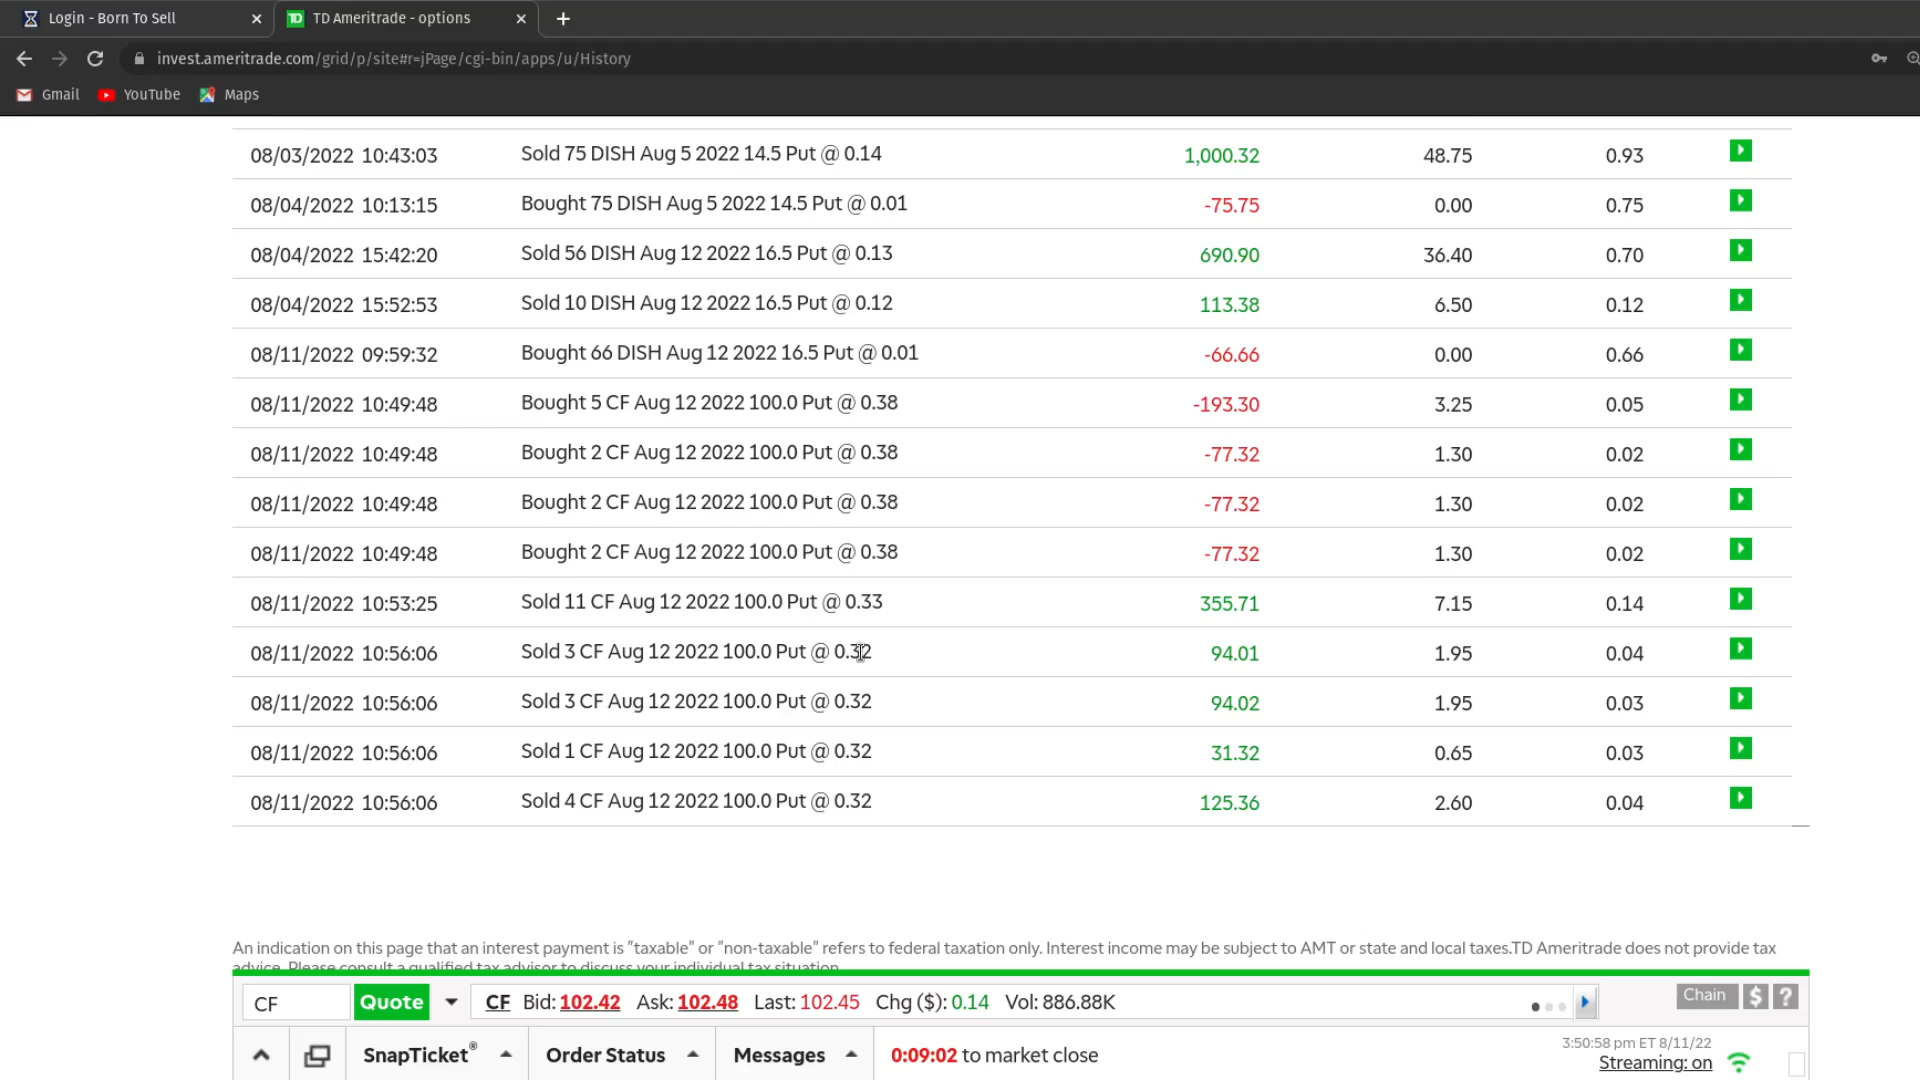 Login - Born To Sell
TD Ameritrade - options
invest.ameritrade.com/grid/p/site#r=jPage/cgi-bin/apps/u/History
Gmail YouTube Maps
08/03/2022 10:43:03 Sold 75 DISH Aug 5 2022 14.5 Put @ 0.14 1,000.32 48.75 0.93
08/04/2022 10:13:15 Bought 75 DISH Aug 5 2022 14.5 Put @ 0.01 -75.75 0.00 0.75
08/04/2022 15:42:20 Sold 56 DISH Aug 12 2022 16.5 Put @ 0.13 690.90 36.40 0.70
08/04/2022 15:52:53 Sold 10 DISH Aug 12 2022 16.5 Put @ 0.12 113.38 6.50 0.12
08/11/2022 09:59:32 Bought 66 DISH Aug 12 2022 16.5 Put @ 0.01 -66.66 0.00 0.66
08/11/2022 10:49:48 Bought 5 CF Aug 12 2022 100.0 Put @ 0.38 -193.30 3.25 0.05
08/11/2022 10:49:48 Bought 2 CF Aug 12 2022 100.0 Put @ 0.38 -77.32 1.30 0.02
08/11/2022 10:49:48 Bought 2 CF Aug 12 2022 100.0 Put @ 0.38 -77.32 1.30 0.02
08/11/2022 10:49:48 Bought 2 CF Aug 12 2022 100.0 Put @ 0.38 -77.32 1.30 0.02
08/11/2022 10:53:25 Sold 11 CF Aug 12 2022 100.0 Put @ 0.33 355.71 7.15 0.14
08/11/2022 10:56:06 Sold 3 CF Aug 12 2022 100.0 Put @ 0.32 94.01 1.95 0.04
08/11/2022 10:56:06 Sold 3 CF Aug 12 2022 100.0 Put @ 0.32 94.02 1.95 0.03
08/11/2022 10:56:06 Sold 1 CF Aug 12 2022 100.0 Put @ 0.32 31.32 0.65 0.03
08/11/2022 10:56:06 Sold 4 CF Aug 12 2022 100.0 Put @ 0.32 125.36 2.60 0.04
An indication on this page that an interest payment is "taxable" or "non-taxable" refers to federal taxation only. Interest income may be subject to AMT or state and local taxes.TD Ameritrade does not provide tax
advice. Please consult a qualified tax advisor to discuss your individual tax situation.
CF Quote CF Bid: 102.42 Ask: 102.48 Last: 102.45 Chg ($): 0.14 Vol: 886.88K Chain $ ?
SnapTicket® Order Status Messages 0:09:02 to market close
3:50:58 pm ET 8/11/22
Streaming: on